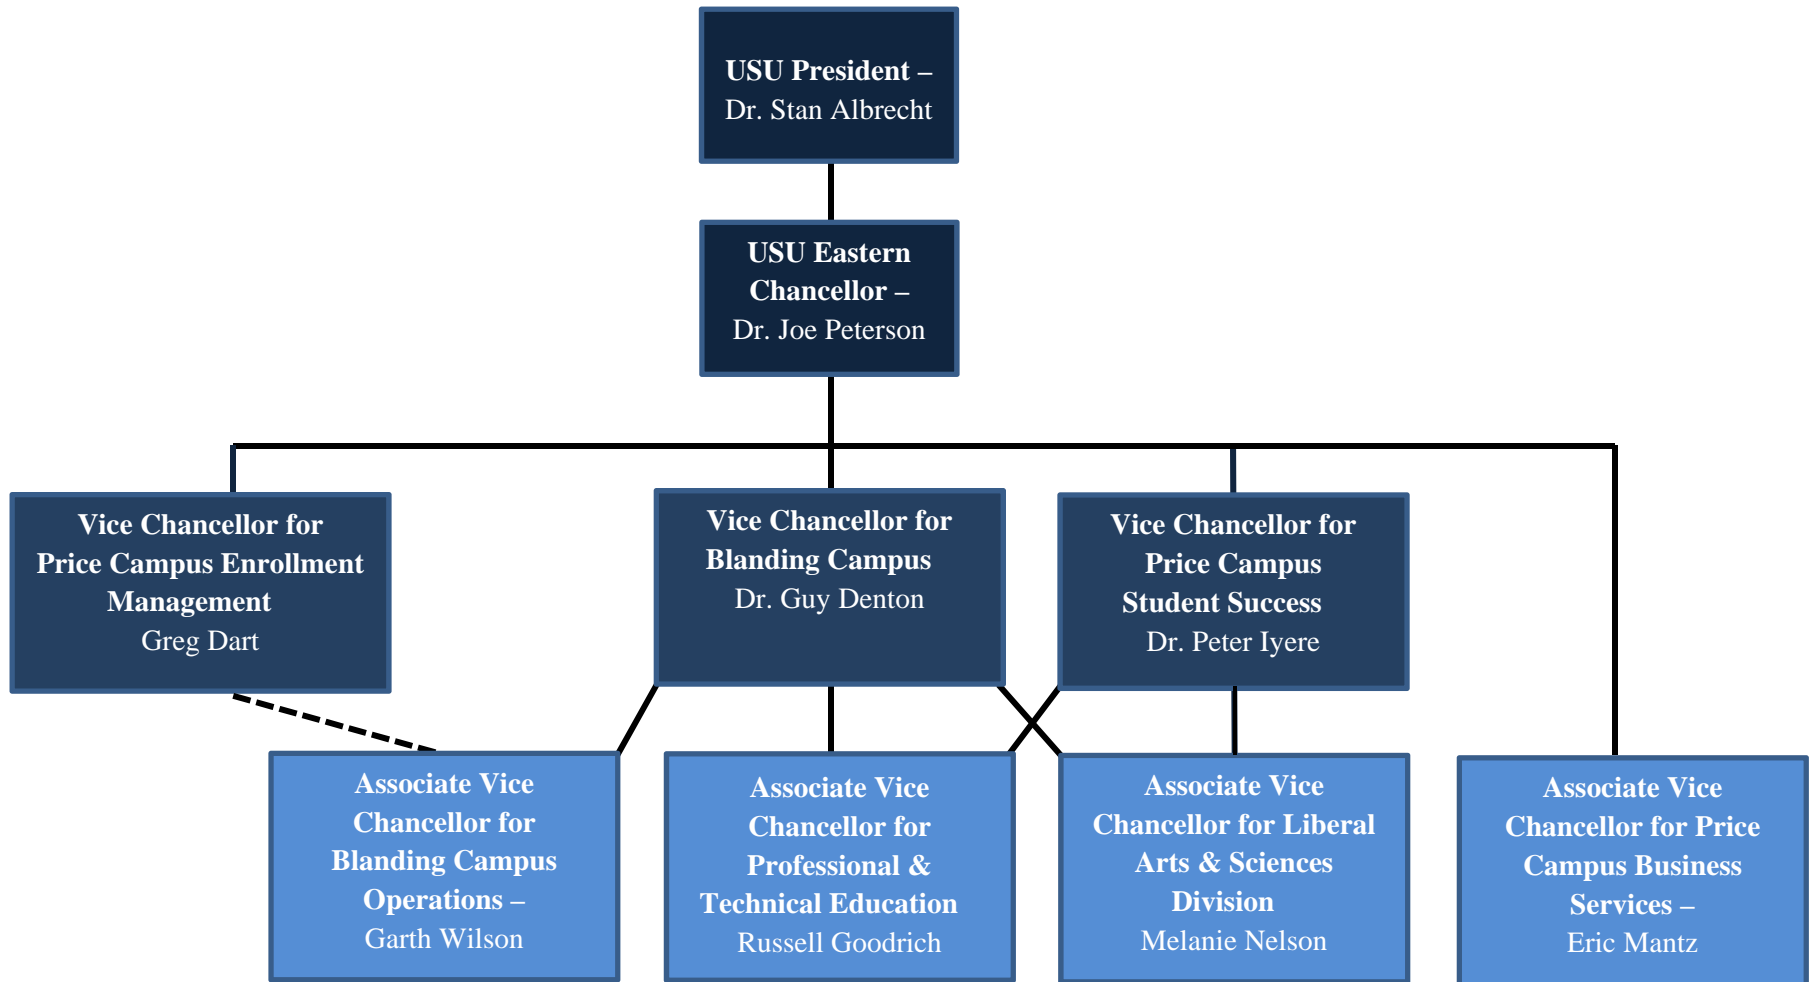 USU President –
Dr. Stan Albrecht
USU Eastern
Chancellor –
Dr. Joe Peterson
Vice Chancellor for
Price Campus Enrollment
Management
Greg Dart
Vice Chancellor for
Blanding Campus
Dr. Guy Denton
Vice Chancellor for
Price Campus
Student Success
Dr. Peter Iyere
Associate Vice
Chancellor for
Blanding Campus
Operations –
Garth Wilson
Associate Vice
Chancellor for
Professional &
Technical Education
Russell Goodrich
Associate Vice
Chancellor for Liberal
Arts & Sciences
Division
Melanie Nelson
Associate Vice
Chancellor for Price
Campus Business
Services –
Eric Mantz